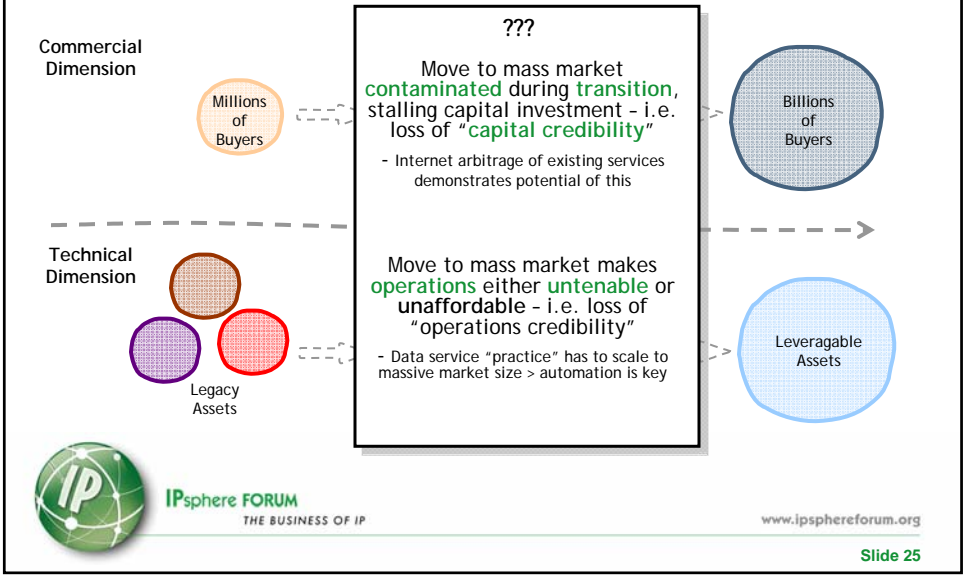 Commercial
Dimension
Millions
of
Buyers
???
Move to mass market
contaminated during transition,
stalling capital investment – i.e.
loss of “capital credibility”
- Internet arbitrage of existing services
demonstrates potential of this
Billions
of
Buyers
Technical
Dimension
Legacy
Assets
Move to mass market makes
operations either untenable or
unaffordable – i.e. loss of
“operations credibility”
- Data service “practice” has to scale to
massive market size > automation is key
Leveragable
Assets
IP
IPsphere FORUM
THE BUSINESS OF IP
www.ipsphereforum.org
Slide 25